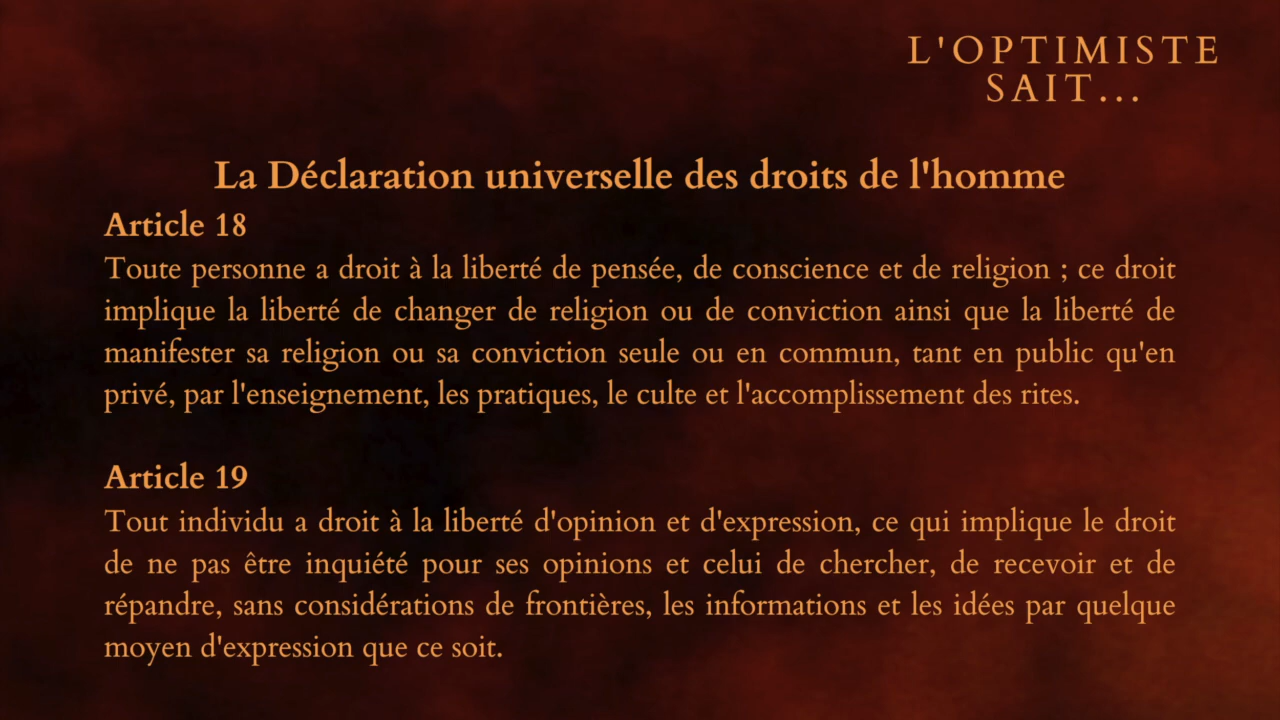 L'OPTIMISTE
SAIT...
La Déclaration universelle des droits de l'homme
Article 18
Toute personne a droit à la liberté de pensée, de conscience et de religion ; ce droit
implique la liberté de changer de religion ou de conviction ainsi que la liberté de
manifester sa religion ou sa conviction seule ou en commun, tant en public qu'en
privé, par l'enseignement, les pratiques, le culte et l'accomplissement des rites.
Article 19
Tout individu a droit à la liberté d'opinion et d'expression, ce qui implique le droit
de ne pas être inquiété pour ses opinions et celui de chercher, de recevoir et de
répandre, sans considérations de frontières, les informations et les idées par quelque
moyen d'expression que ce soit.